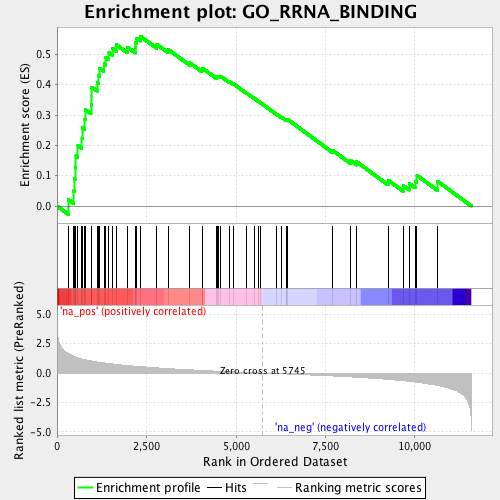 Enrichment plot: GO_RRNA_BINDING
Enrichment score (ES)
0.5
0.4
0.3
0.2
0.1
0.0
'na_pos' (positively correlated)
Ranked list metric (PreRanked)
5.0
2.5
0.0
-2.5
-5.0
Zero cross at 5745
'na_neg' (negatively correlated)
0
2,500
5,000
7,500
10,000
Rank in Ordered Dataset
Enrichment profile
Hits
Ranking metric scores